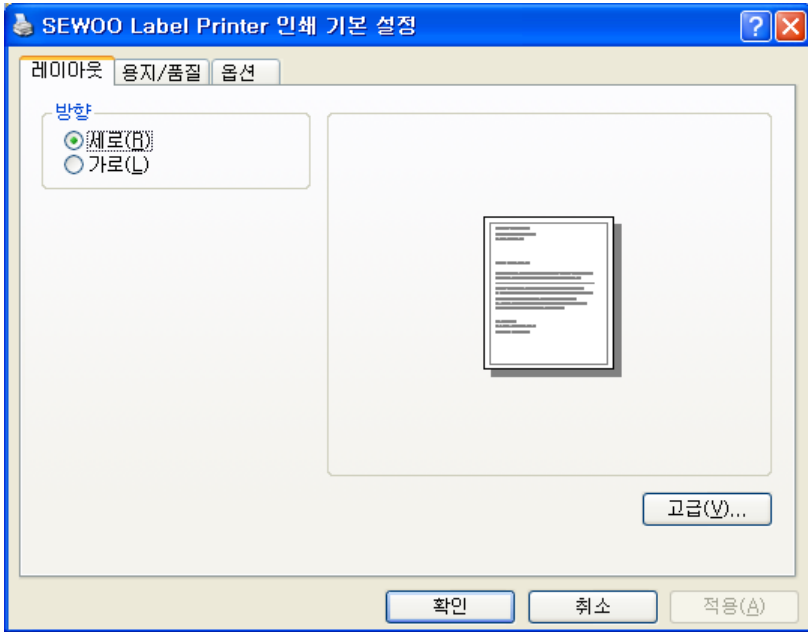 SEWOO Label Printer 인쇄 기본 설정
레이아웃 용지/품질 옵션
방향
세로(R)
가로(L)
고급(V)...
확인 취소 적용(A)